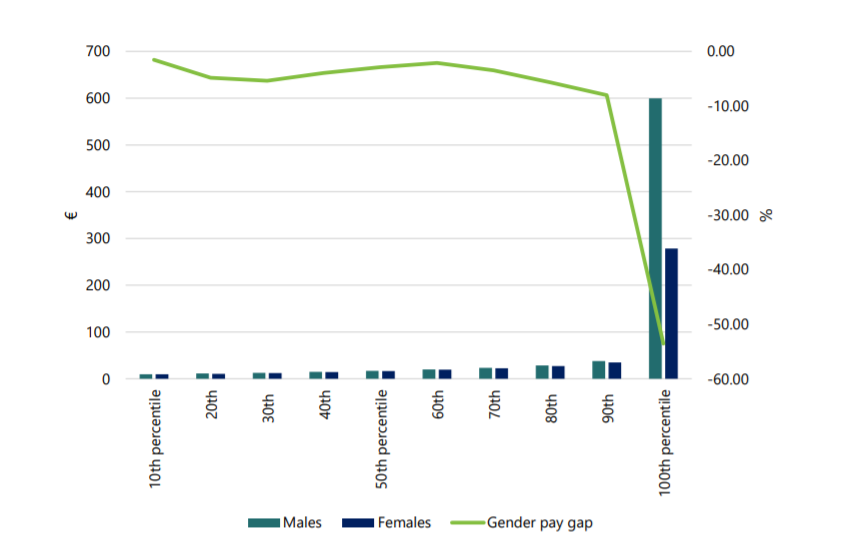 700
600
500
400
300
200
100
0
€
0.00
-10.00
-20.00
-30.00
-40.00
-50.00
-60.00
%
10th percentile
20th
30th
40th
50th percentile
60th
70th
80th
90th
100th percentile
Males
Females
Gender pay gap